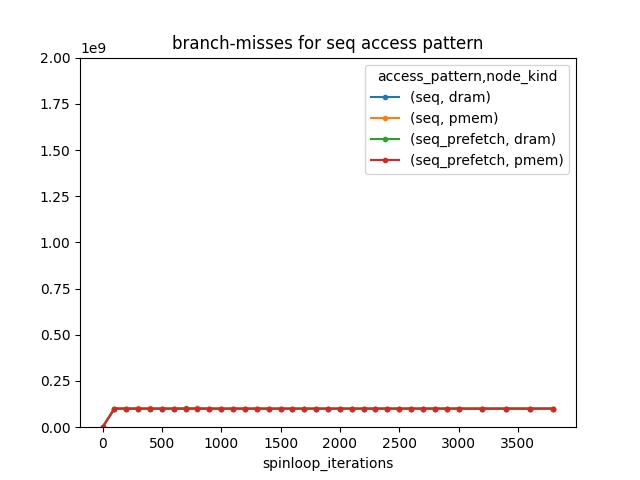 branch-misses for seq access pattern
1e9
2.00
1.75
1.50
1.25
1.00
0.75
0.50
0.25
0.00
access_pattern,node_kind
(seq, dram)
(seq, pmem)
(seq_prefetch, dram)
(seq_prefetch, pmem)
0 500 1000 1500 2000 2500 3000 3500
spinloop_iterations